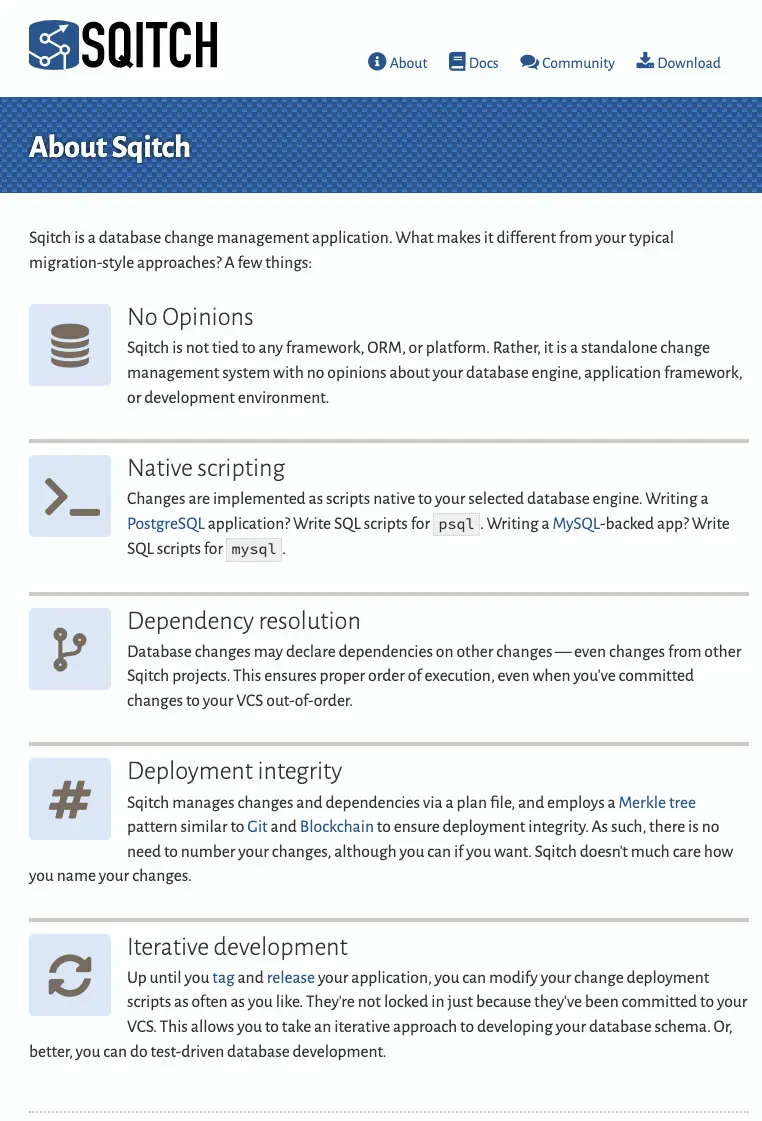 SQITCH
About Docs Community Download
About Sqitch
Sqitch is a database change management application. What makes it different from your typical
migration-style approaches? A few things:
No Opinions
Sqitch is not tied to any framework, ORM, or platform. Rather, it is a standalone change
management system with no opinions about your database engine, application framework,
or development environment.
Native scripting
Changes are implemented as scripts native to your selected database engine. Writing a
PostgreSQL application? Write SQL scripts for psql. Writing a MySQL-backed app? Write
SQL scripts for mysql.
Dependency resolution
Database changes may declare dependencies on other changes — even changes from other
Sqitch projects. This ensures proper order of execution, even when you've committed
changes to your VCS out-of-order.
Deployment integrity
Sqitch manages changes and dependencies via a plan file, and employs a Merkle tree
pattern similar to Git and Blockchain to ensure deployment integrity. As such, there is no
need to number your changes, although you can if you want. Sqitch doesn't much care how
you name your changes.
Iterative development
Up until you tag and release your application, you can modify your change deployment
scripts as often as you like. They're not locked in just because they've been committed to your
VCS. This allows you to take an iterative approach to developing your database schema. Or,
better, you can do test-driven database development.